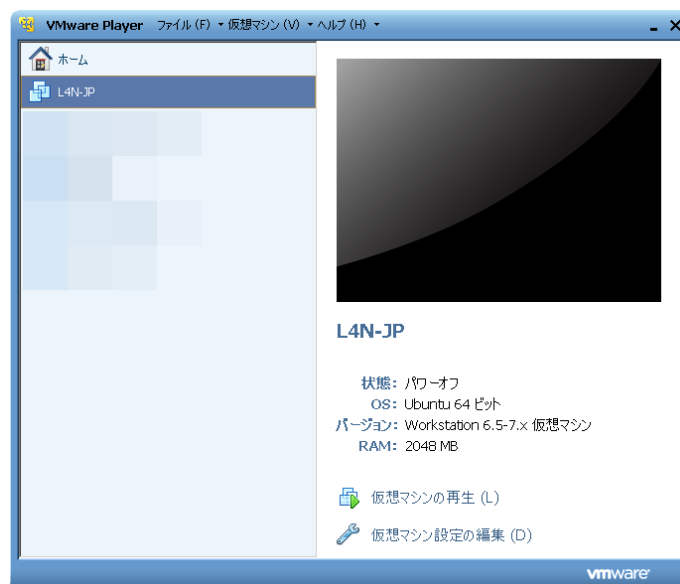 VMware Player ファイル(F) 仮想マシン(V) ヘルプ(H)
ホーム
L4N-JP
L4N-JP
状態: パワーオフ
OS: Ubuntu 64 ビット
バージョン: Workstation 6.5-7.x 仮想マシン
RAM: 2048 MB
仮想マシンの再生(L)
仮想マシン設定の編集(D)
vmware